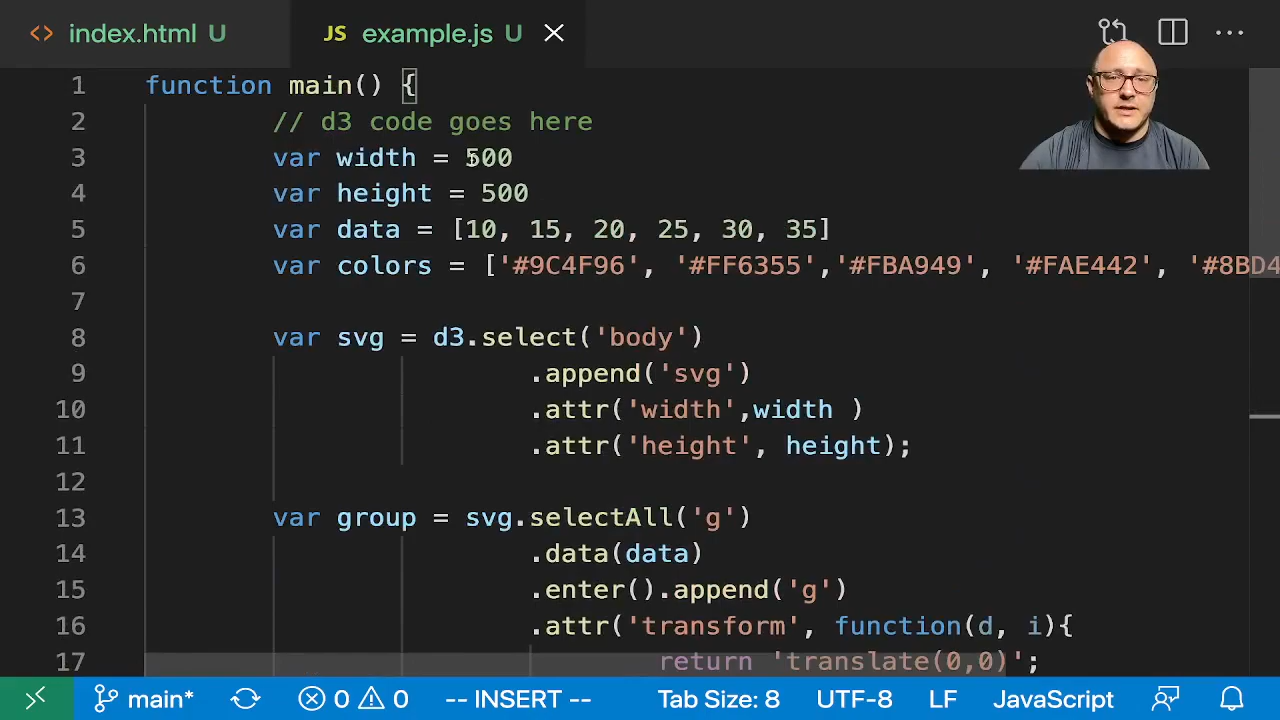 <> index.html U JS example.js U
1 function main() {
2 // d3 code goes here
3 var width = 500
4 var height = 500
5 var data = [10, 15, 20, 25, 30, 35]
6 var colors = ['#9C4F96', '#FF6355','#FBA949', '#FAE442', '#8BD4
7
8 var svg = d3.select('body')
9 .append('svg')
10 .attr('width',width )
11 .attr('height', height);
12
13 var group = svg.selectAll('g')
14 .data(data)
15 .enter().append('g')
16 .attr('transform', function(d, i){
17 return 'translate(0,0)';
main* 0 0 -- INSERT -- Tab Size: 8 UTF-8 LF JavaScript